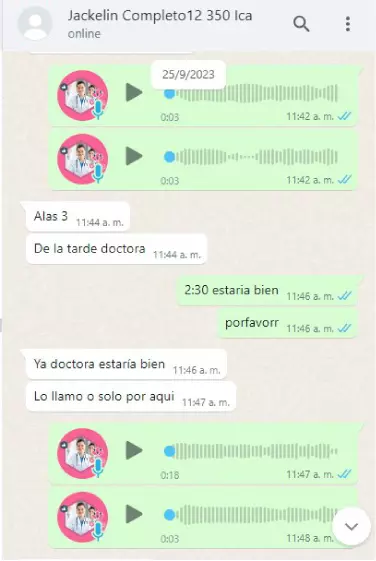 Jackelin Completo12 350 Ica
online
25/9/2023
0:03 11:42 a. m.
0:03 11:42 a. m.
Alas 3 11:44 a. m.
De la tarde doctora 11:44 a. m.
2:30 estaria bien 11:46 a. m.
porfavorr 11:46 a. m.
Ya doctora estaría bien 11:46 a. m.
Lo llamo o solo por aqui 11:47 a. m.
0:18 11:47 a. m.
0:03 11:48 a. m.